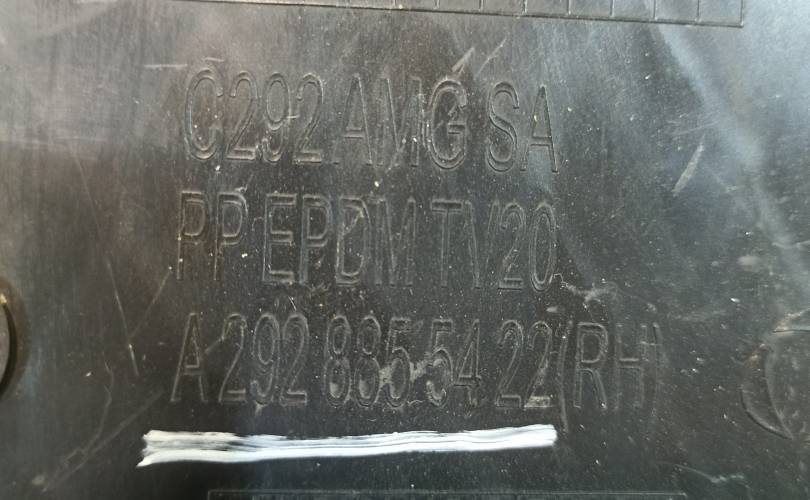 C292 AMG SA
PP EPDM TV20
A 292 885 54 22 (RH)